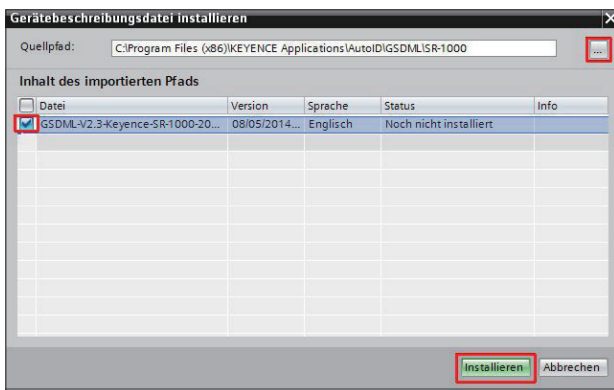 Gerätebeschreibungsdatei installieren
Quellpfad: C:\Program Files (x86)\KEYENCE Applications\AutoID\GSDML\SR-1000 ...
Inhalt des importierten Pfads
Datei Version Sprache Status Info
GSDML-V2.3-Keyence-SR-1000-20... 08/05/2014... Englisch Noch nicht installiert
Installieren Abbrechen